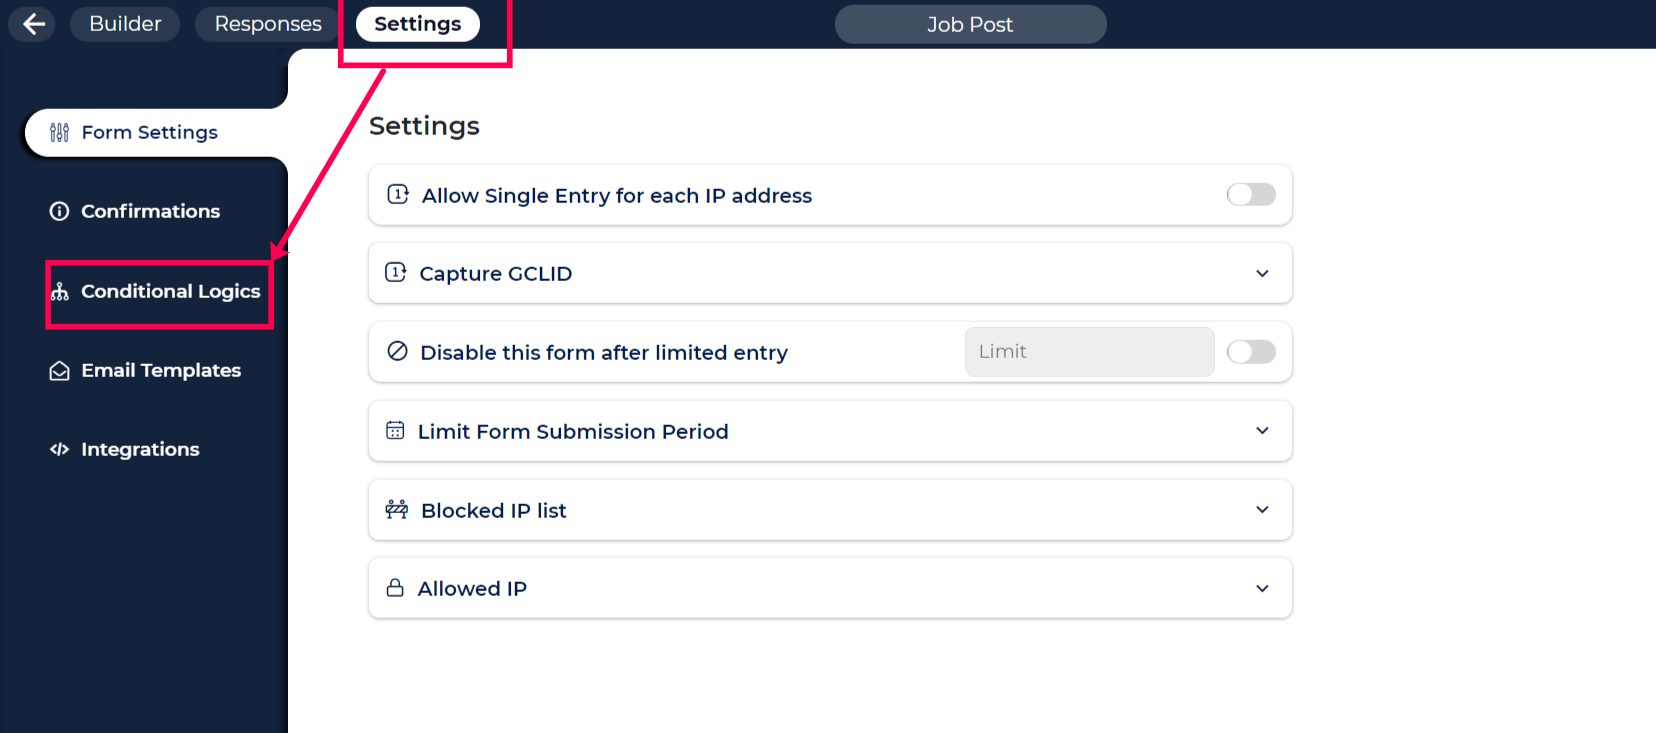 Builder
Responses
Settings
Job Post
Form Settings
Confirmations
Conditional Logics
Email Templates
Integrations
Settings
Allow Single Entry for each IP address
Capture GCLID
Disable this form after limited entry
Limit
Limit Form Submission Period
Blocked IP list
Allowed IP